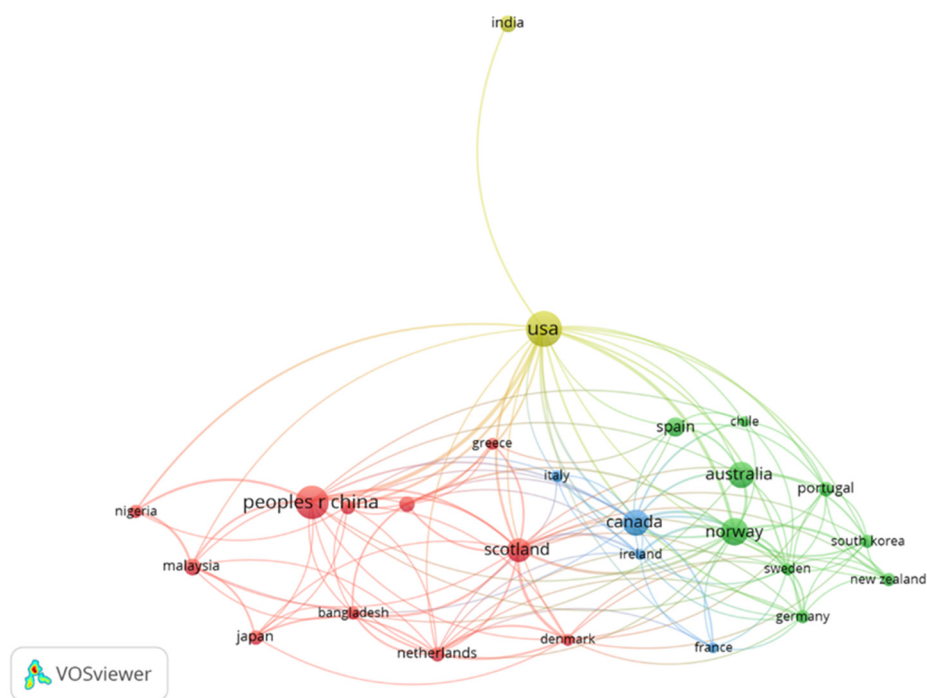 india
usa
spain
chile
greece
australia
italy
portugal
peoples r china
nigeria
canada
norway
south korea
scotland
ireland
malaysia
sweden
new zealand
bangladesh
germany
japan
denmark
france
netherlands
VOSviewer